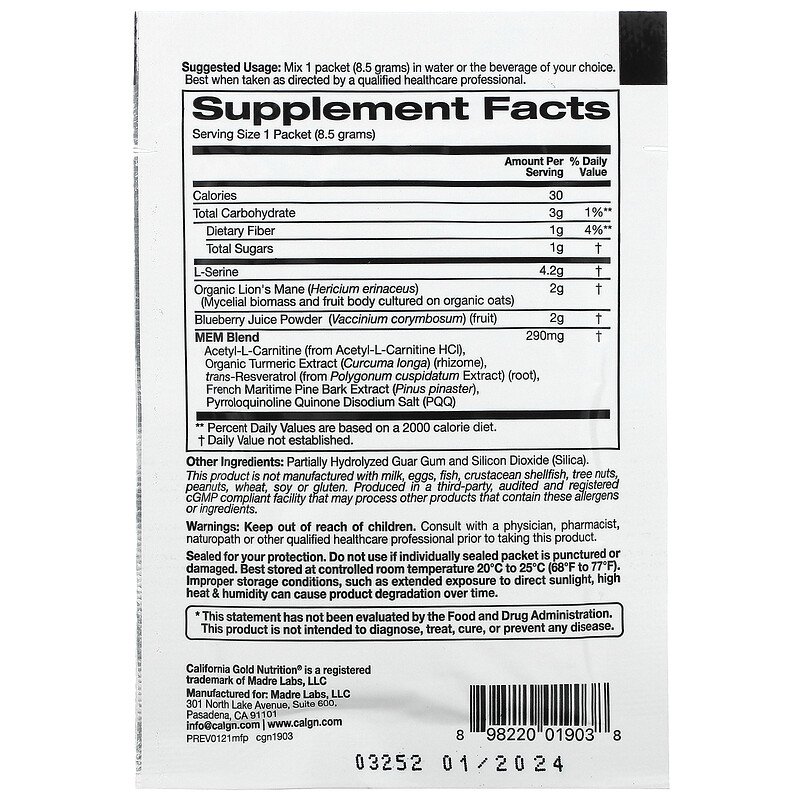 Suggested Usage: Mix 1 packet (8.5 grams) in water or the beverage of your choice.
Best when taken as directed by a qualified healthcare professional.
Supplement Facts
Serving Size 1 Packet (8.5 grams)
Amount Per Serving % Daily Value
Calories 30
Total Carbohydrate 3g 1%**
Dietary Fiber 1g 4%**
Total Sugars 1g †
L-Serine 4.2g †
Organic Lion's Mane (Hericium erinaceus) 2g †
(Mycelial biomass and fruit body cultured on organic oats)
Blueberry Juice Powder (Vaccinium corymbosum) (fruit) 2g †
MEM Blend 290mg †
Acetyl-L-Carnitine (from Acetyl-L-Carnitine HCl),
Organic Turmeric Extract (Curcuma longa) (rhizome),
trans-Resveratrol (from Polygonum cuspidatum Extract) (root),
French Maritime Pine Bark Extract (Pinus pinaster),
Pyrroloquinoline Quinone Disodium Salt (PQQ)
** Percent Daily Values are based on a 2000 calorie diet.
† Daily Value not established.
Other Ingredients: Partially Hydrolyzed Guar Gum and Silicon Dioxide (Silica).
This product is not manufactured with milk, eggs, fish, crustacean shellfish, tree nuts,
peanuts, wheat, soy or gluten. Produced in a third-party, audited and registered
cGMP compliant facility that may process other products that contain these allergens
or ingredients.
Warnings: Keep out of reach of children. Consult with a physician, pharmacist,
naturopath or other qualified healthcare professional prior to taking this product.
Sealed for your protection. Do not use if individually sealed packet is punctured or
damaged. Best stored at controlled room temperature 20°C to 25°C (68°F to 77°F).
Improper storage conditions, such as extended exposure to direct sunlight, high
heat & humidity can cause product degradation over time.
* This statement has not been evaluated by the Food and Drug Administration.
This product is not intended to diagnose, treat, cure, or prevent any disease.
California Gold Nutrition® is a registered
trademark of Madre Labs, LLC
Manufactured for: Madre Labs, LLC
301 North Lake Avenue, Suite 600,
Pasadena, CA 91101
info@calgn.com | www.calgn.com
PREV0121mfp cgn1903
8 98220 01903 8
03252 01/2024